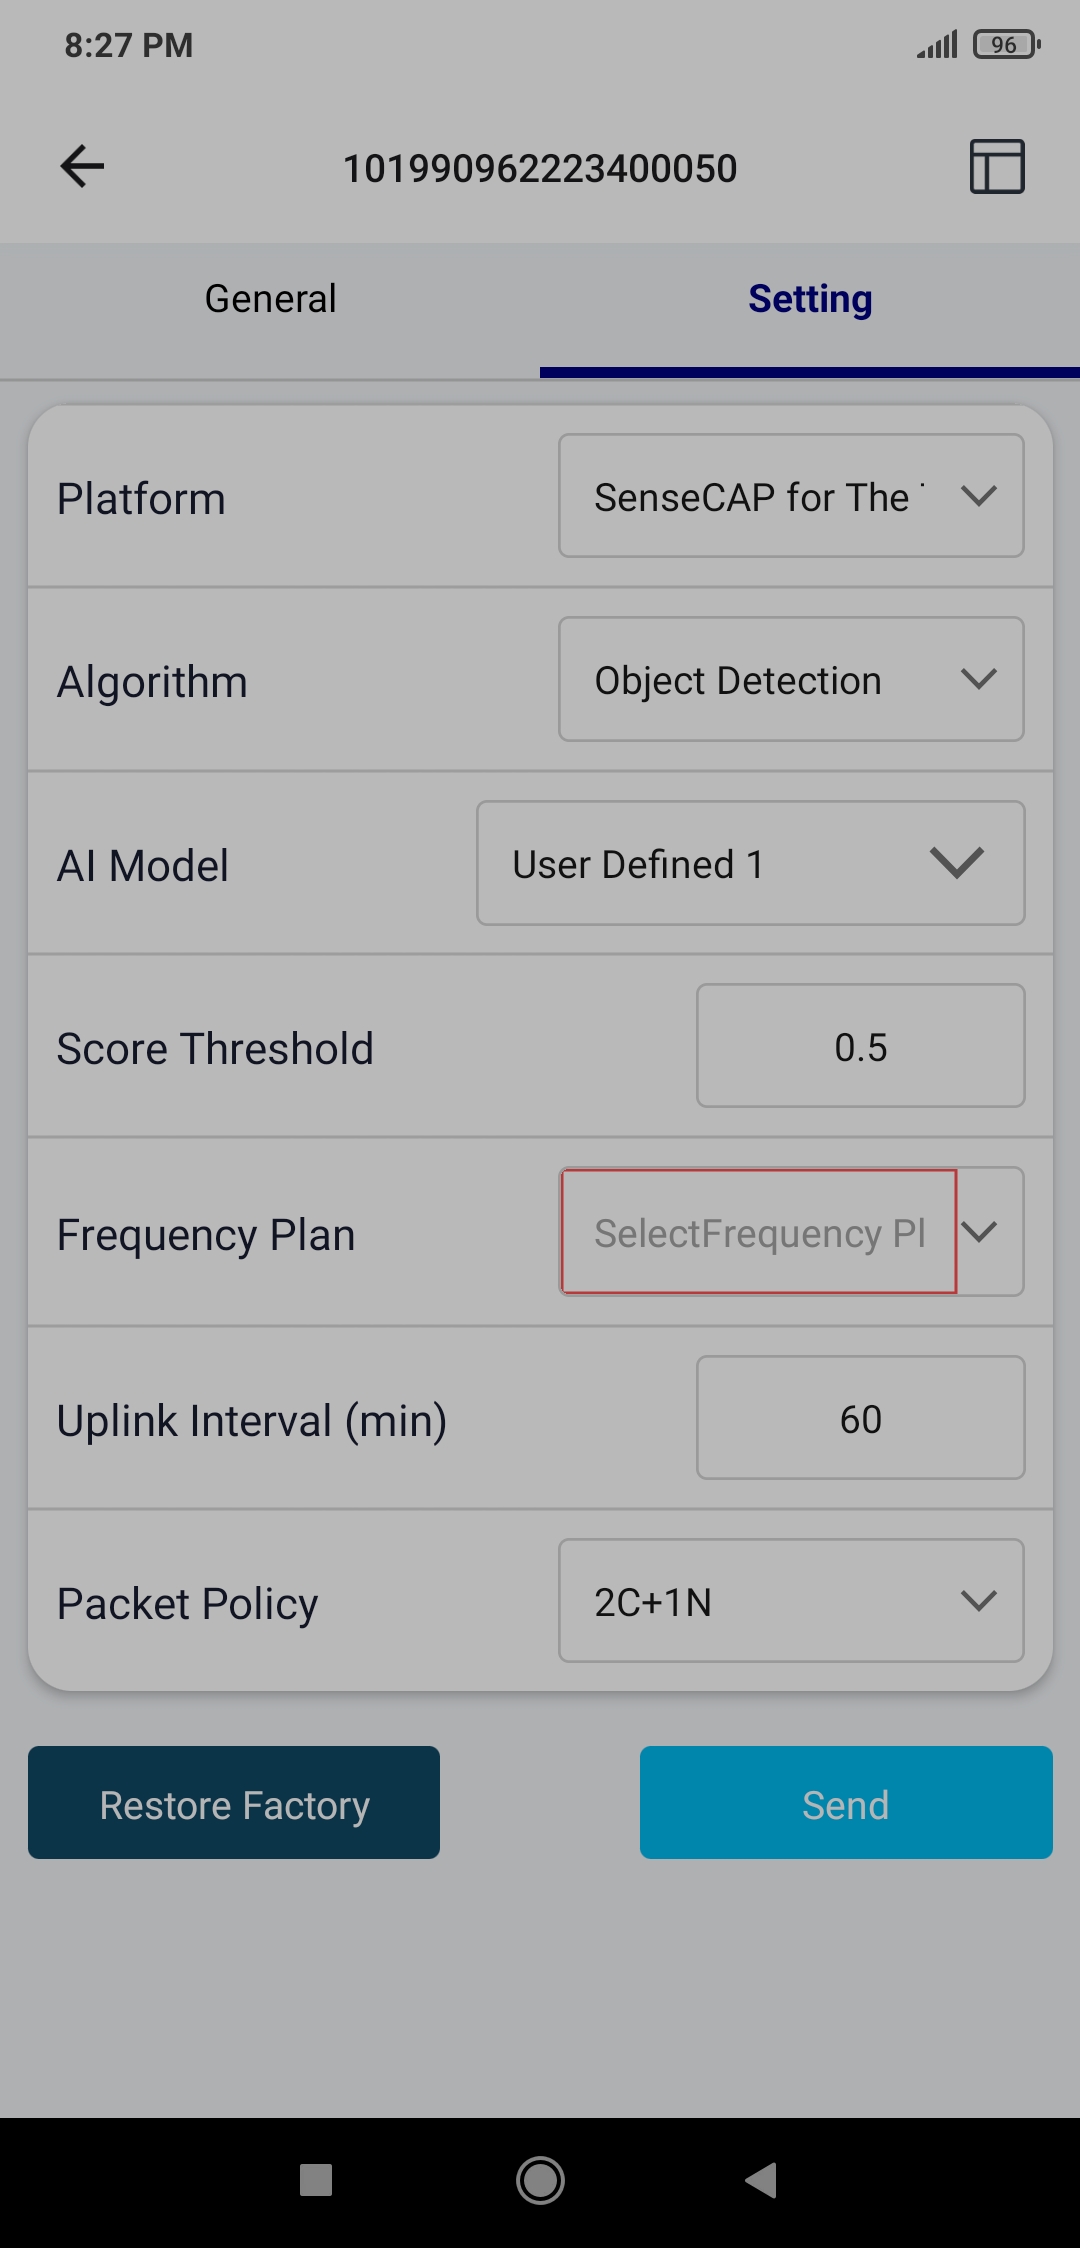 8:27 PM
96
101990962223400050
General
Setting
Platform
SenseCAP for The
Algorithm
Object Detection
AI Model
User Defined 1
Score Threshold
0.5
Frequency Plan
SelectFrequency Pl
Uplink Interval (min)
60
Packet Policy
2C+1N
Restore Factory
Send